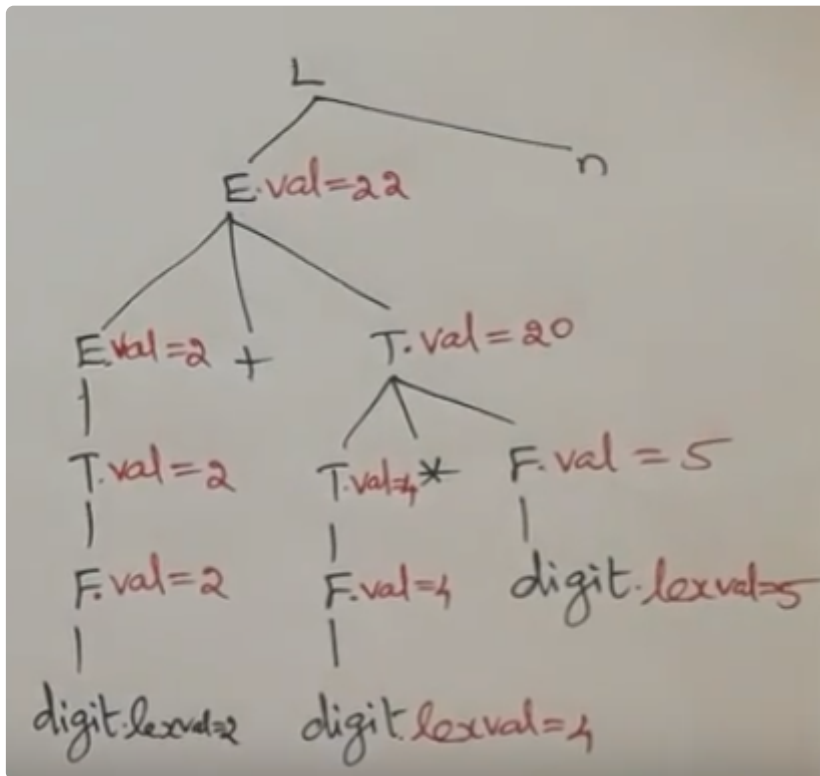 L
n
E.val=22
E.val=2 + T.val=20
T.val=2 T.val=4 * F.val=5
F.val=2 F.val=4 digit.lexval=5
digit.lexval=2 digit.lexval=4